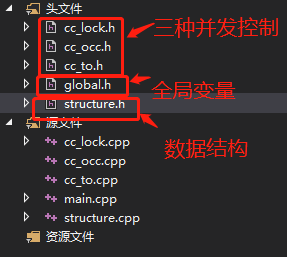 头文件
cc_lock.h
三种并发控制
cc_occ.h
cc_to.h
global.h
全局变量
structure.h
源文件
数据结构
cc_lock.cpp
cc_occ.cpp
cc_to.cpp
main.cpp
structure.cpp
资源文件